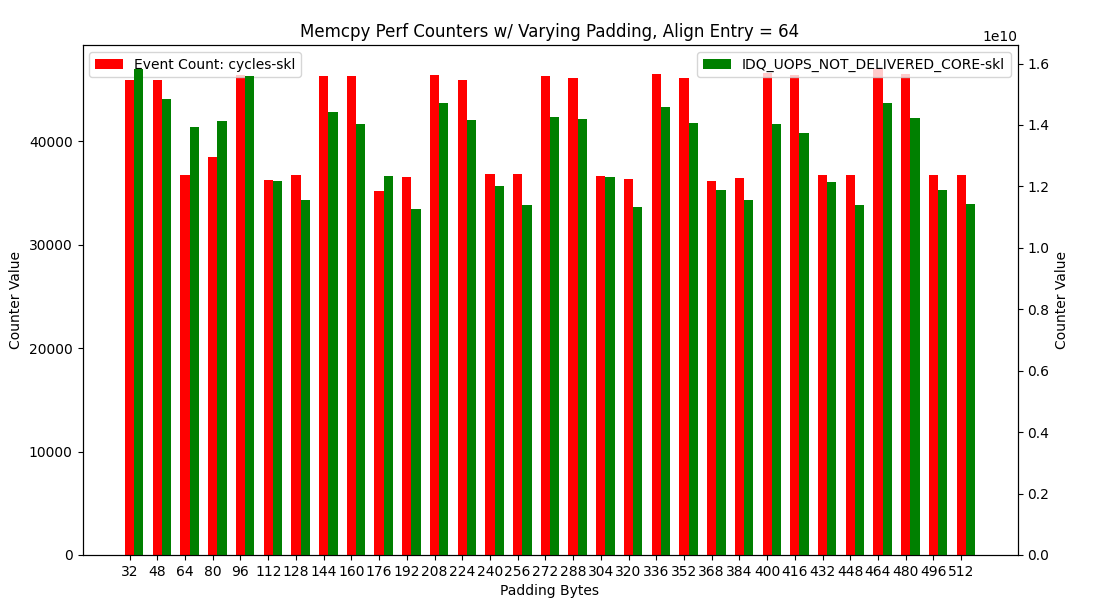 Memcpy Perf Counters w/ Varying Padding, Align Entry = 64
1e10
Event Count: cycles-skl
IDQ_UOPS_NOT_DELIVERED_CORE-skl
40000
30000
20000
10000
0
Counter Value
1.6
1.4
1.2
1.0
0.8
0.6
0.4
0.2
0.0
Counter Value
32 48 64 80 96 112 128 144 160 176 192 208 224 240 256 272 288 304 320 336 352 368 384 400 416 432 448 464 480 496 512
Padding Bytes